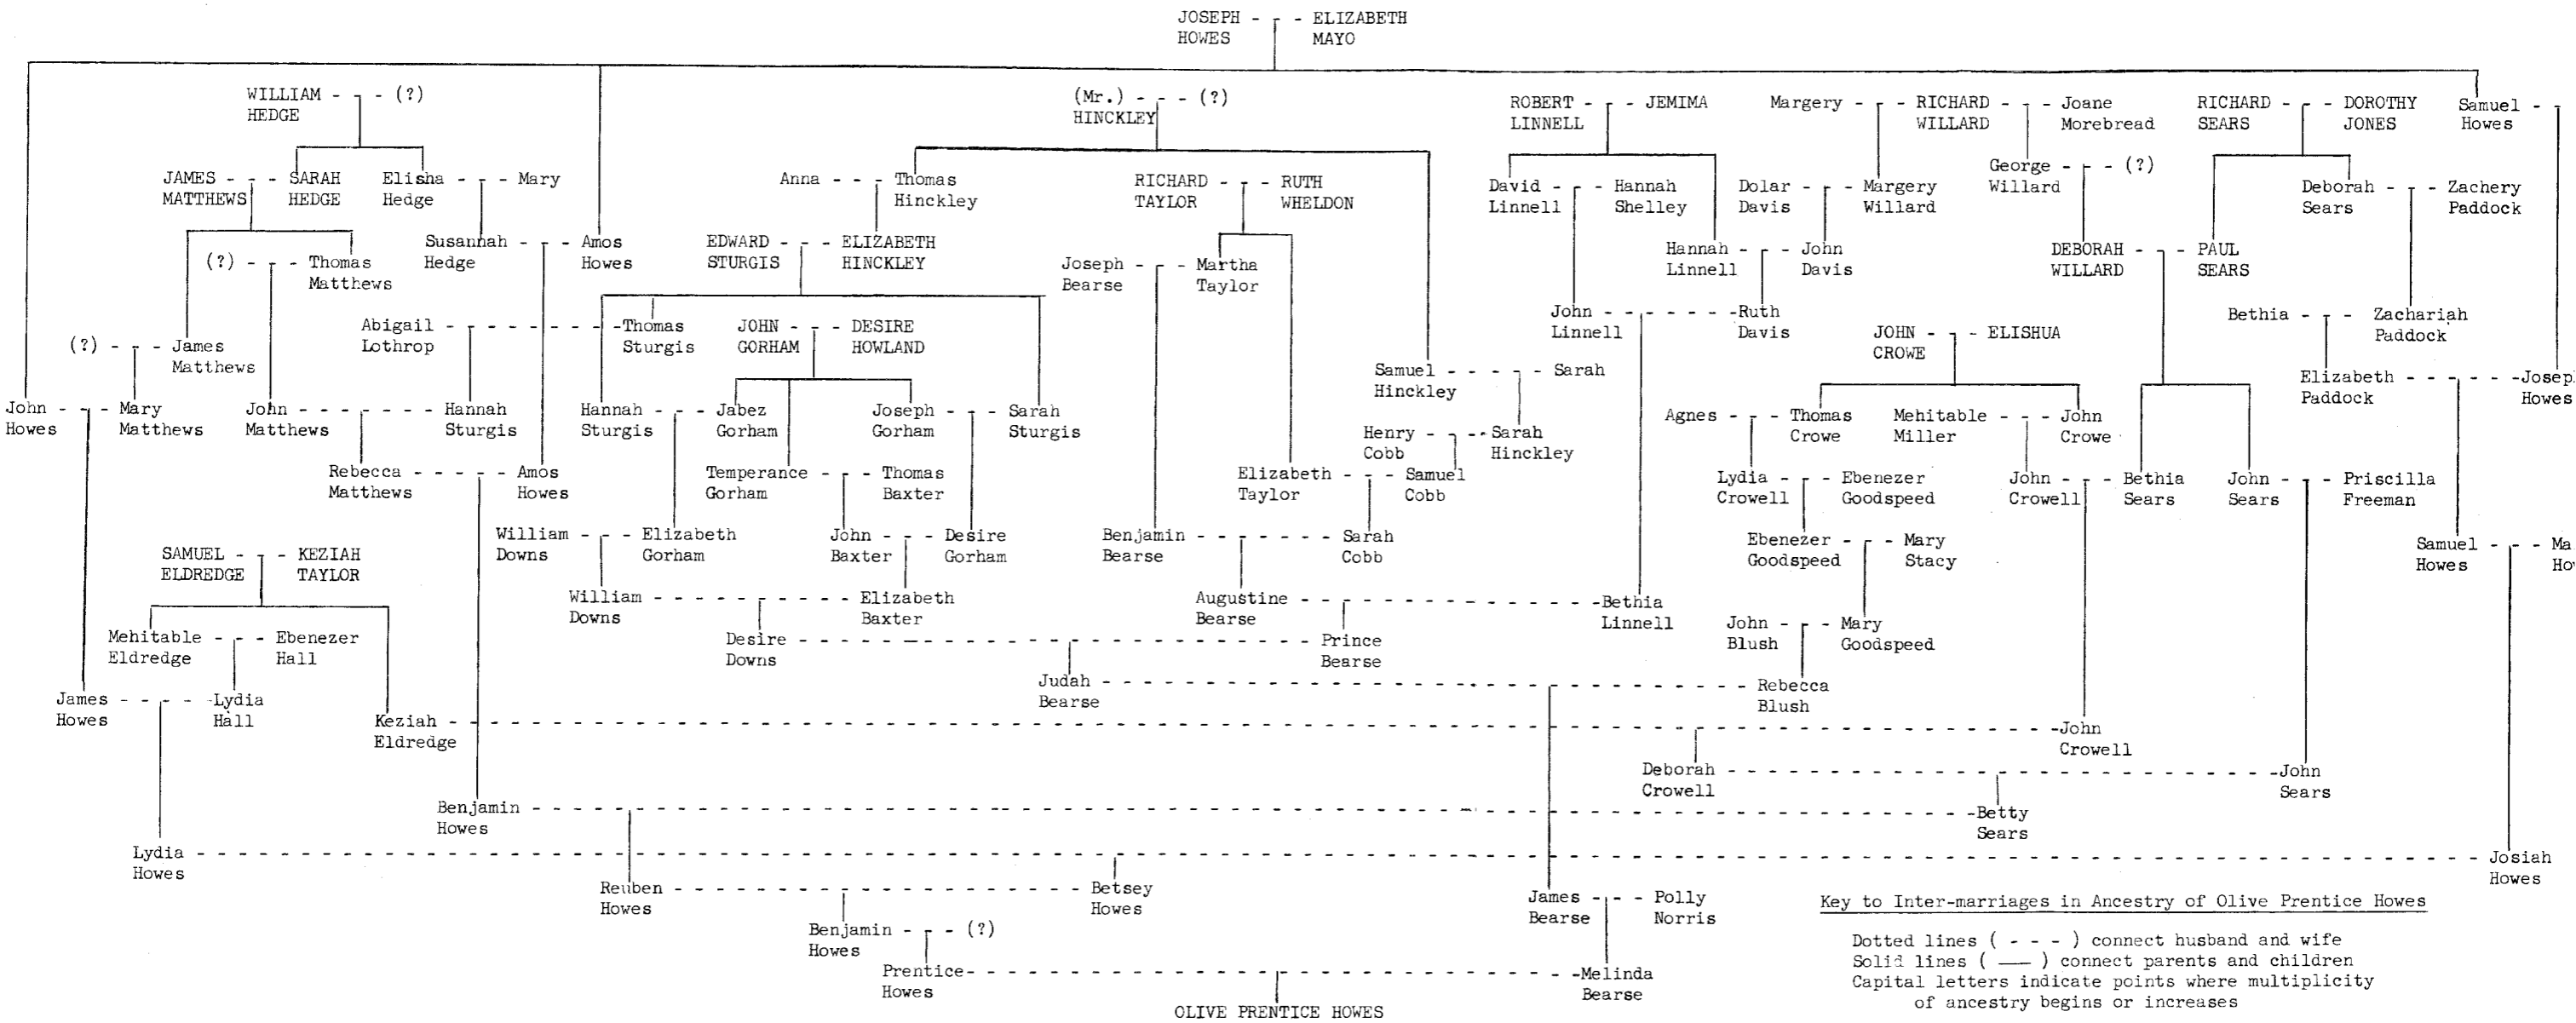 JOSEPH - - - ELIZABETH
HOWES MAYO
WILLIAM - - - (?)
HEDGE
(Mr.) - - - (?)
HINCKLEY
ROBERT - - - JEMIMA
LINNELL
Margery - - - RICHARD - - - Joane
WILLARD Morebread
RICHARD - - - DOROTHY
SEARS JONES
Samuel - -
Howes
George - - - (?)
Willard
JAMES - - - SARAH
MATTHEWS HEDGE
Elisha - - - Mary
Hedge
Anna - - - Thomas
Hinckley
RICHARD - - - RUTH
TAYLOR WHELDON
David - - - Hannah
Linnell Shelley
Dolar - - - Margery
Davis Willard
Deborah - - - Zachery
Sears Paddock
Susannah - - - Amos
Hedge Howes
EDWARD - - - ELIZABETH
STURGIS HINCKLEY
Hannah - - - John
Linnell Davis
DEBORAH - - - PAUL
WILLARD SEARS
(?) - - - Thomas
Matthews
Joseph - - - Martha
Bearse Taylor
John - - - - - - -Ruth
Linnell Davis
Bethia - - - Zachariah
Paddock
Abigail - - - - - - - -Thomas
Lothrop Sturgis
JOHN - - - DESIRE
GORHAM HOWLAND
JOHN - - - ELISHUA
CROWE
(?) - - - James
Matthews
Samuel - - - - - Sarah
Hinckley
Elizabeth - - - - - -Josep
Paddock Howes
John - - - Mary
Howes Matthews
John - - - - - - - Hannah
Matthews Sturgis
Hannah - - - Jabez
Sturgis Gorham
Joseph - - - Sarah
Gorham Sturgis
Agnes - - - Thomas
Crowe
Mehitable - - - John
Miller Crowe
Henry - - -Sarah
Cobb Hinckley
Rebecca - - - - - Amos
Matthews Howes
Temperance - - - Thomas
Gorham Baxter
Elizabeth - - - Samuel
Taylor Cobb
Lydia - - - Ebenezer
Crowell Goodspeed
John - - - Bethia
Crowell Sears
John - - - Priscilla
Sears Freeman
William - - - Elizabeth
Downs Gorham
John - - - Desire
Baxter Gorham
Benjamin - - - - - - Sarah
Bearse Cobb
Ebenezer - - - Mary
Goodspeed Stacy
Samuel - - - Ma
Howes Ho
SAMUEL - - - KEZIAH
ELDREDGE TAYLOR
William - - - - - - - - - Elizabeth
Downs Baxter
Augustine - - - - - - - - - - - - -Bethia
Bearse Linnell
John - - - Mary
Blush Goodspeed
Mehitable - - - Ebenezer
Eldredge Hall
Desire - - - - - - - - - - - - - - - - - - - - - Prince
Downs Bearse
Judah - - - - - - - - - - - - - - - - - - - - - - - - - - Rebecca
Bearse Blush
James - - - - -Lydia
Howes Hall
Keziah - - - - - - - - - - - - - - - - - - - - - - - - - - - - - - - - - - - -John
Eldredge Crowell
Deborah - - - - - - - - - - - - - - - - - - - - - -John
Crowell Sears
Benjamin - - - - - - - - - - - - - - - - - - - - - - - - - - - - - - - - - - - -Betty
Howes Sears
Lydia - - - - - - - - - - - - - - - - - - - - - - - - - - - - - - - - - - - - - - - - Josiah
Howes Howes
Reuben - - - - - - - - - - - - - - - - - Betsey
Howes Howes
James - - - Polly
Bearse Norris
Benjamin - - - (?)
Howes
Prentice- - - - - - - - - - - - - - - - - - - - - - - - -Melinda
Howes Bearse
OLIVE PRENTICE HOWES
Key to Inter-marriages in Ancestry of Olive Prentice Howes
Dotted lines ( - - - ) connect husband and wife
Solid lines ( —— ) connect parents and children
Capital letters indicate points where multiplicity
of ancestry begins or increases